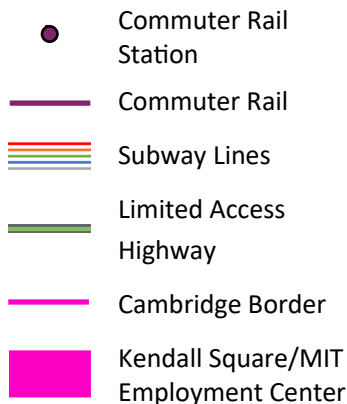 Commuter Rail
Station
Commuter Rail
Subway Lines
Limited Access
Highway
Cambridge Border
Kendall Square/MIT
Employment Center